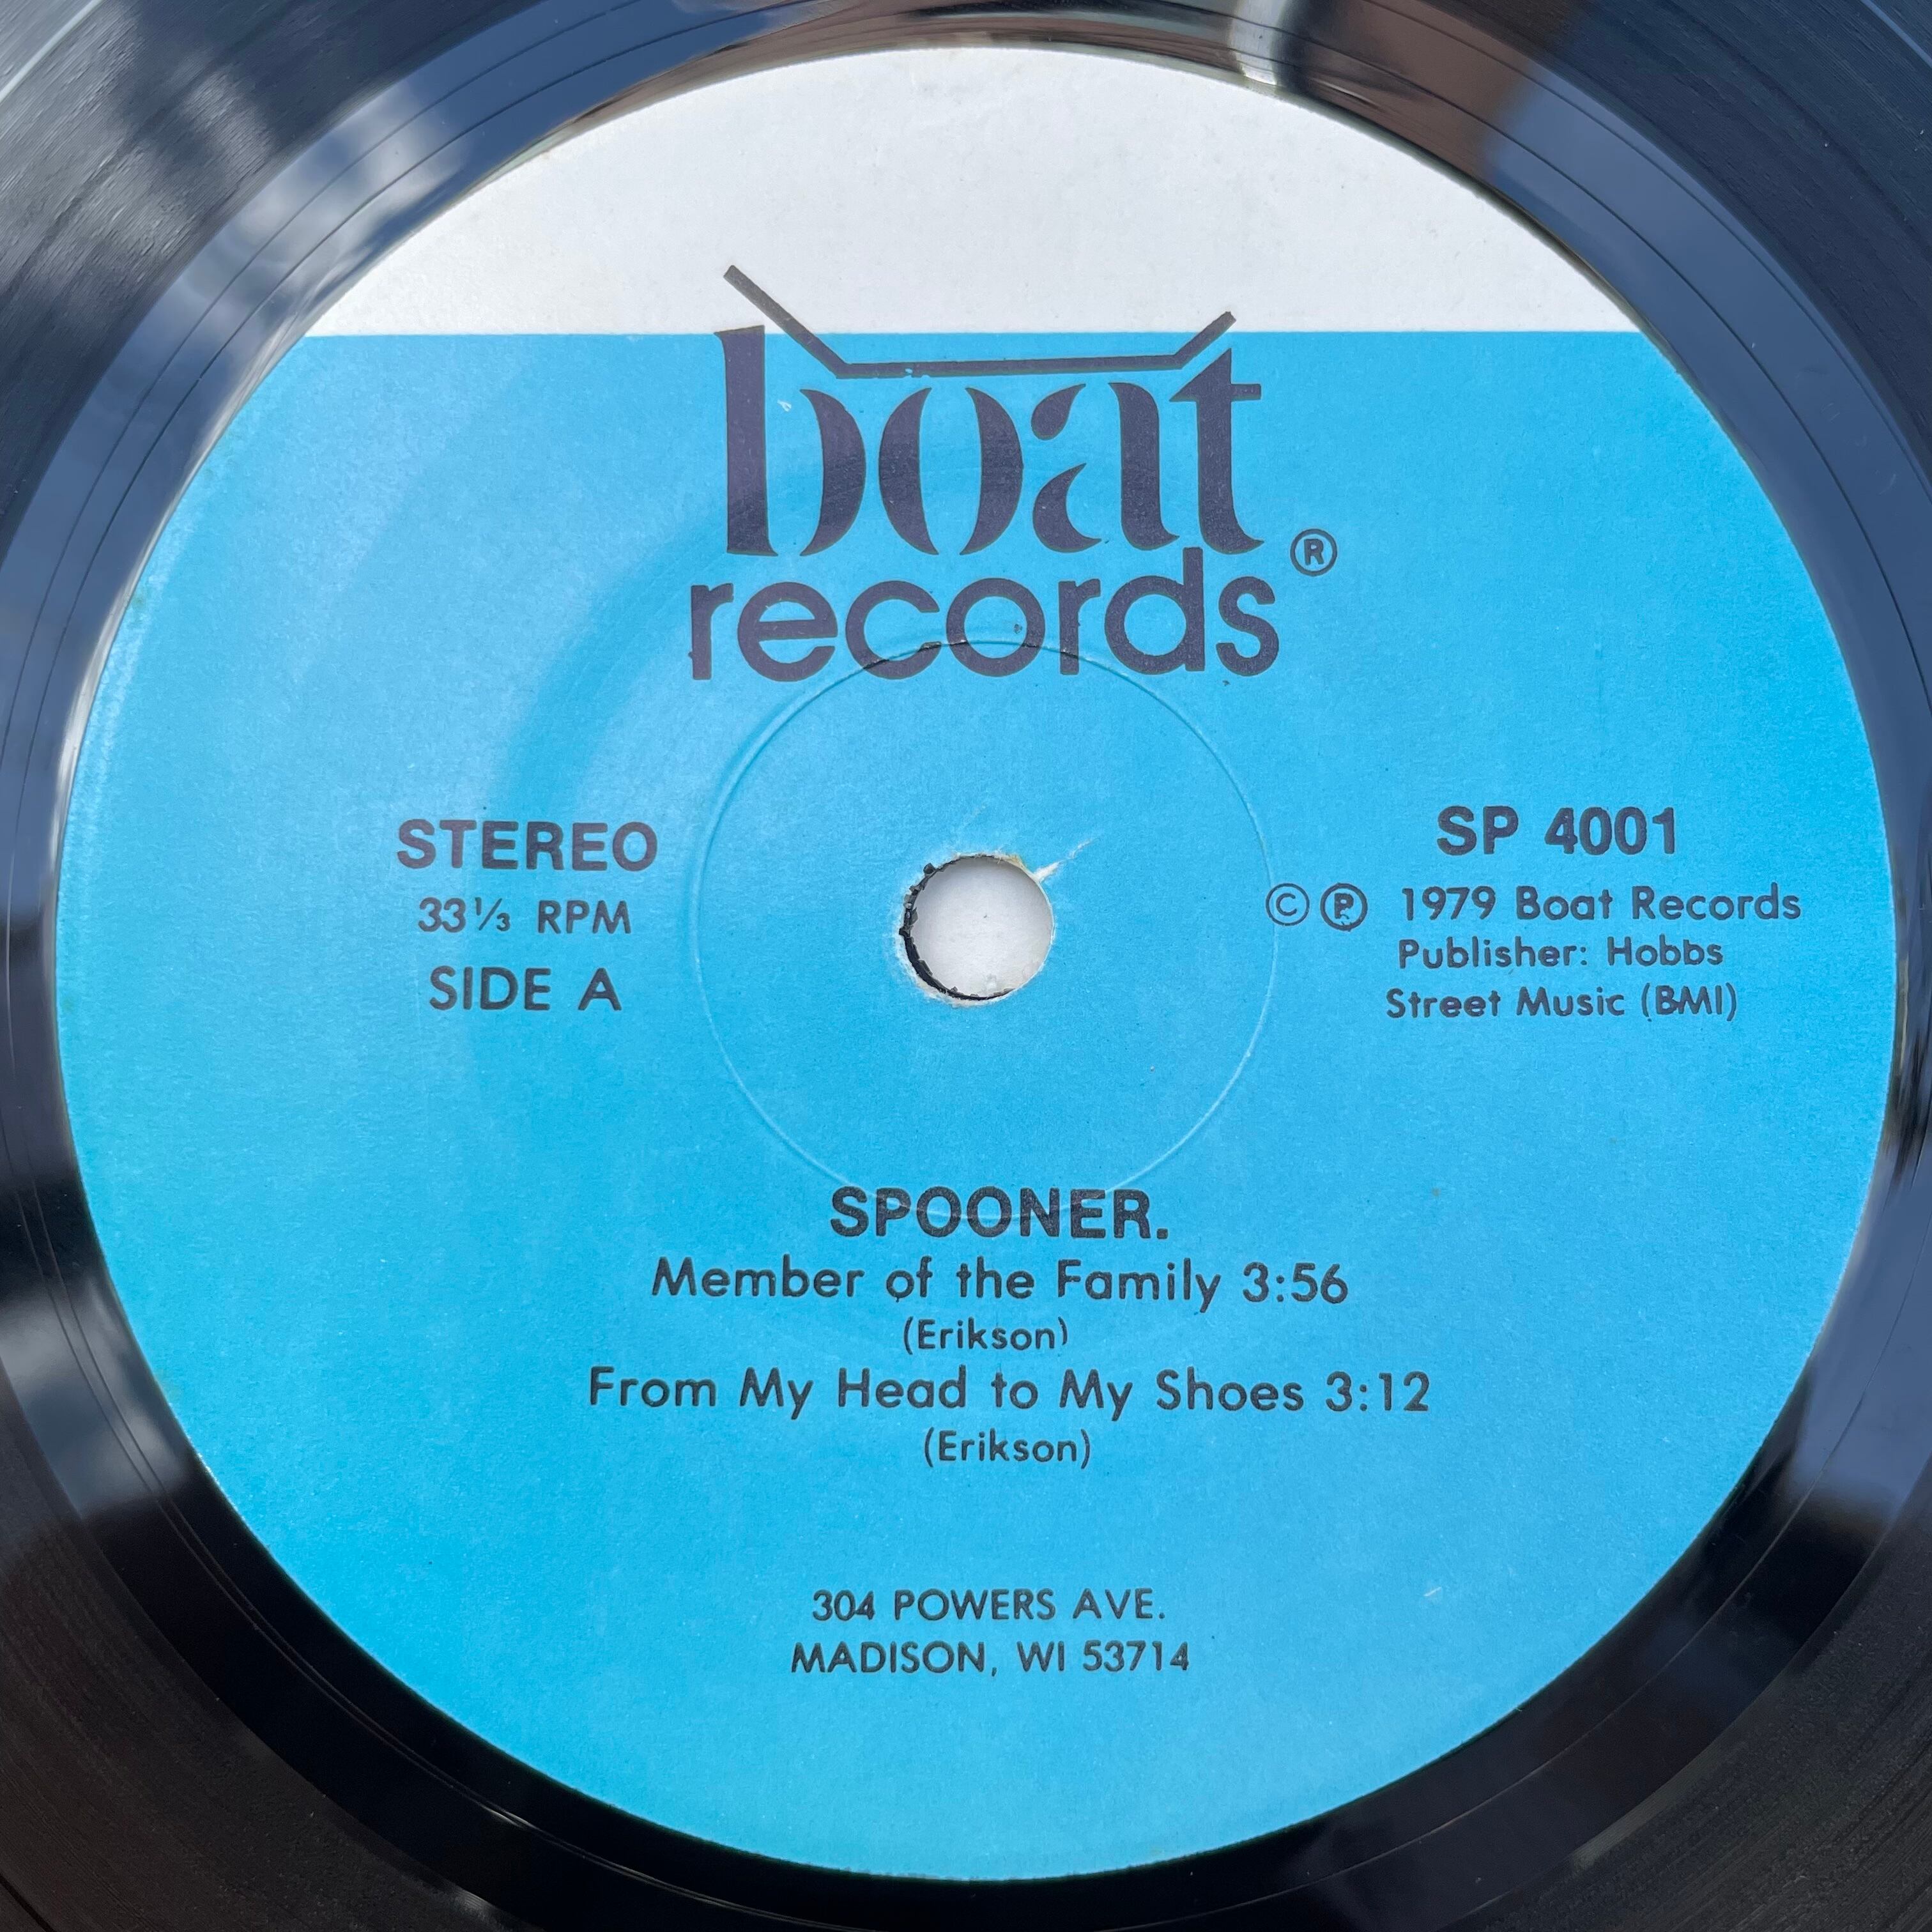 boat
records®
STEREO
33⅓ RPM
SIDE A
SP 4001
© ℗ 1979 Boat Records
Publisher: Hobbs
Street Music (BMI)
SPOONER.
Member of the Family 3:56
(Erikson)
From My Head to My Shoes 3:12
(Erikson)
304 POWERS AVE.
MADISON, WI 53714